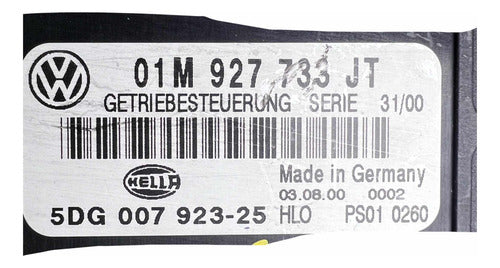 01M 927 733 JT
GETRIEBESTEUERUNG SERIE 31/00
HELLA
Made in Germany
03.08.00 0002
5DG 007 923-25 HLO PS01 0260